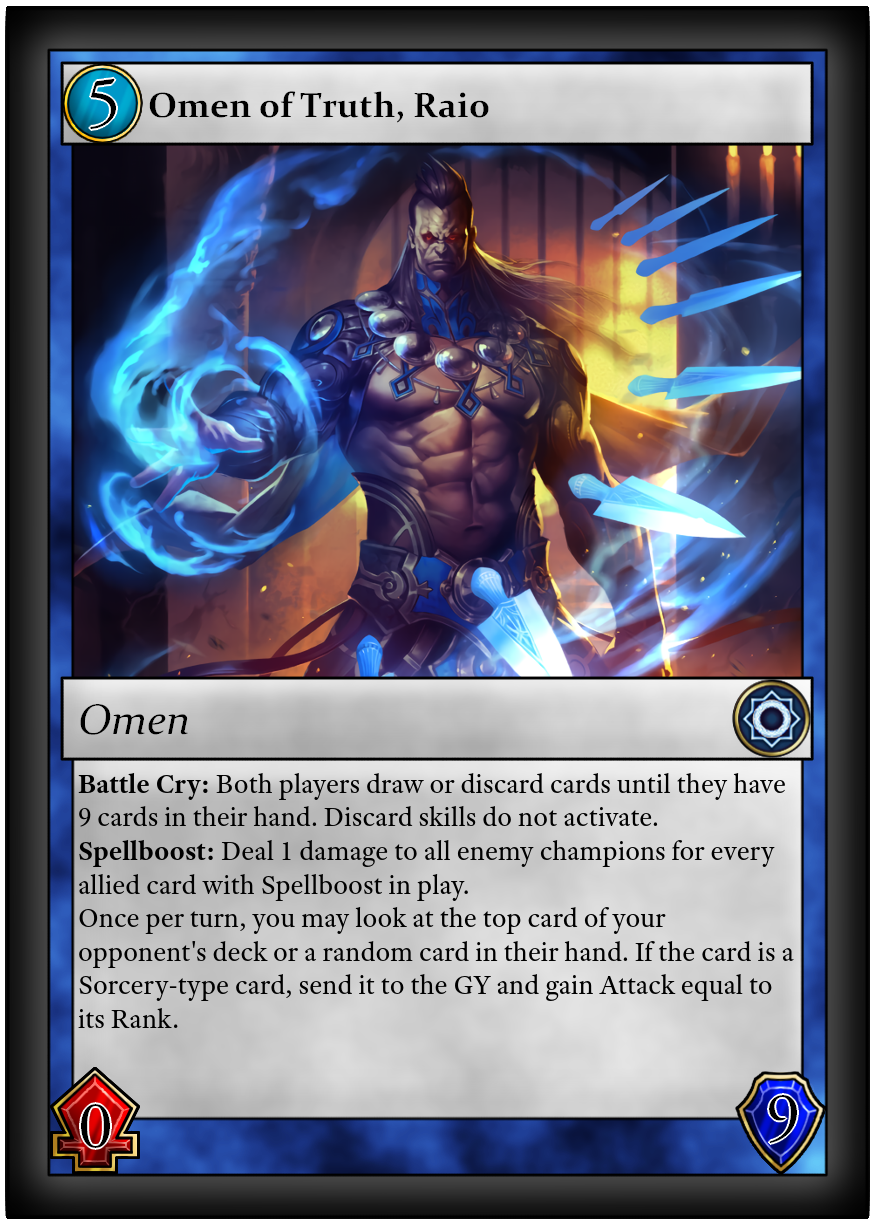 5 Omen of Truth, Raio
Omen
Battle Cry: Both players draw or discard cards until they have
9 cards in their hand. Discard skills do not activate.
Spellboost: Deal 1 damage to all enemy champions for every
allied card with Spellboost in play.
Once per turn, you may look at the top card of your
opponent's deck or a random card in their hand. If the card is a
Sorcery-type card, send it to the GY and gain Attack equal to
its Rank.
0 9